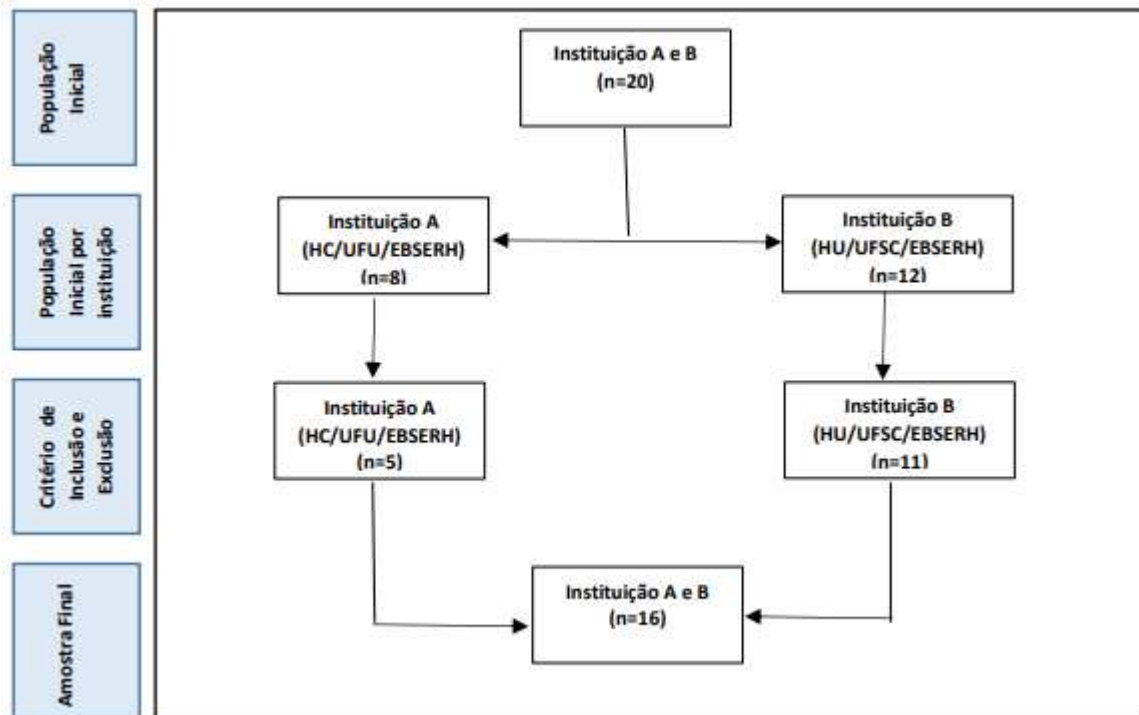 População
Inicial
Instituição A e B
(n=20)
População
Inicial por
instituição
Instituição A
(HC/UFU/EBSERH)
(n=8)
Instituição B
(HU/UFSC/EBSERH)
(n=12)
Critério de
Inclusão e
Exclusão
Instituição A
(HC/UFU/EBSERH)
(n=5)
Instituição B
(HU/UFSC/EBSERH)
(n=11)
Amostra Final
Instituição A e B
(n=16)